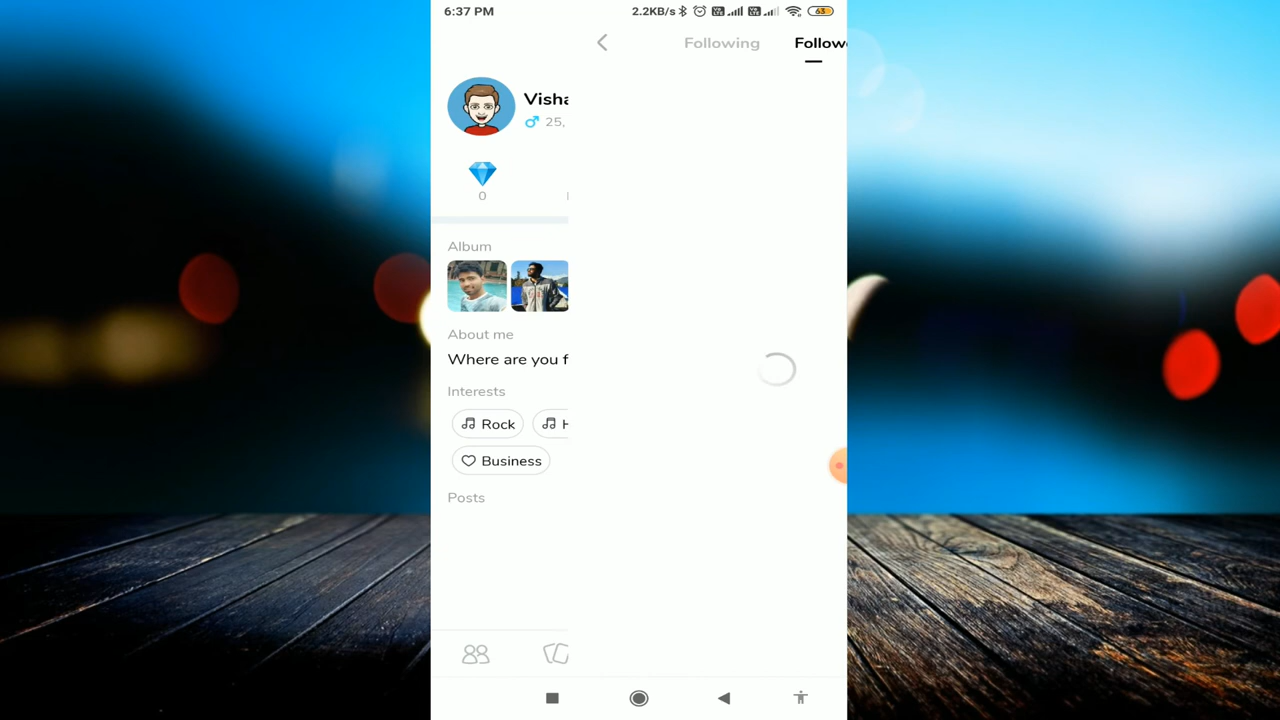 6:37 PM 2.2KB/s 63
Following Follow
Visha
25,
0
Album
About me
Where are you f
Interests
Rock H
Business
Posts